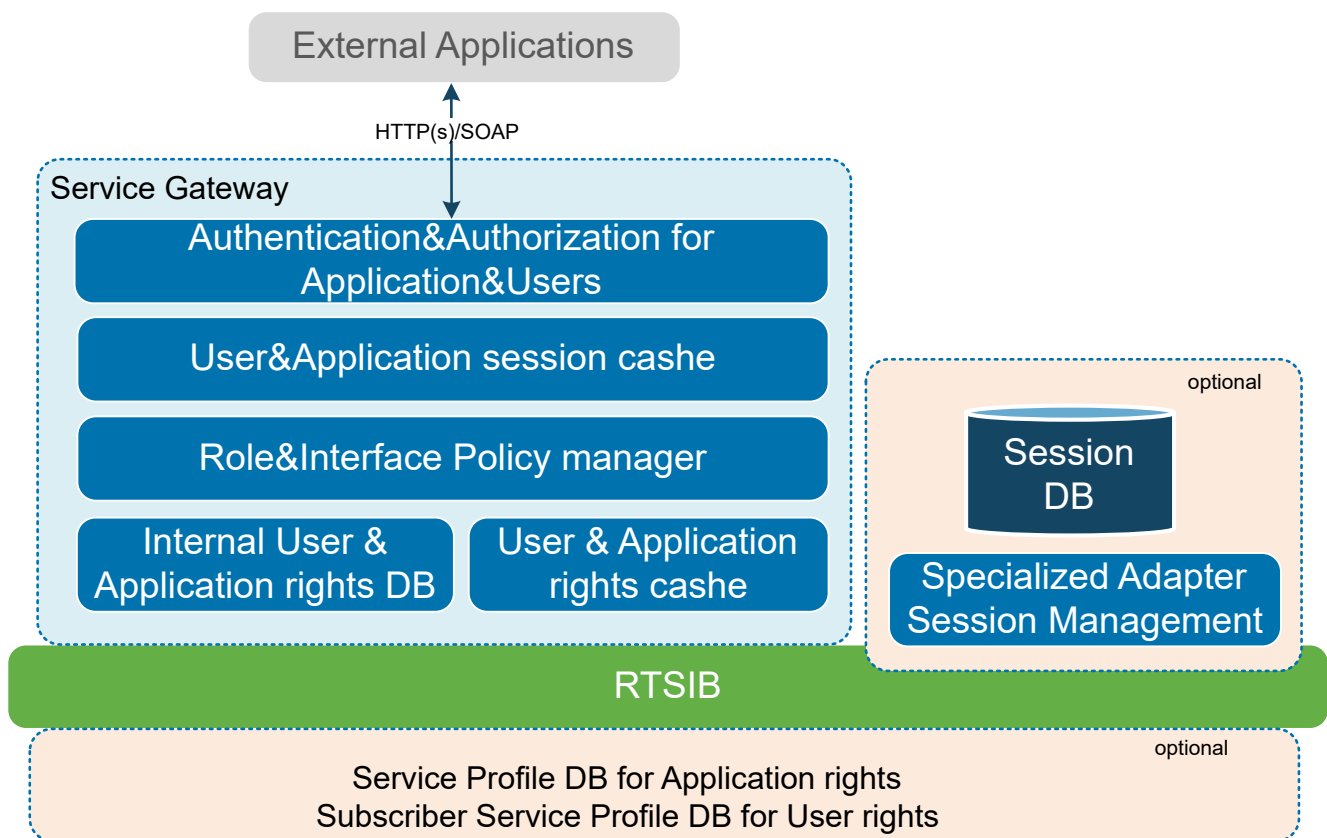 External Applications
HTTP(s)/SOAP
Service Gateway
Authentication&Authorization for
Application&Users
User&Application session cashe
Role&Interface Policy manager
Internal User &
Application rights DB
User & Application
rights cashe
optional
Session
DB
Specialized Adapter
Session Management
RTSIB
optional
Service Profile DB for Application rights
Subscriber Service Profile DB for User rights